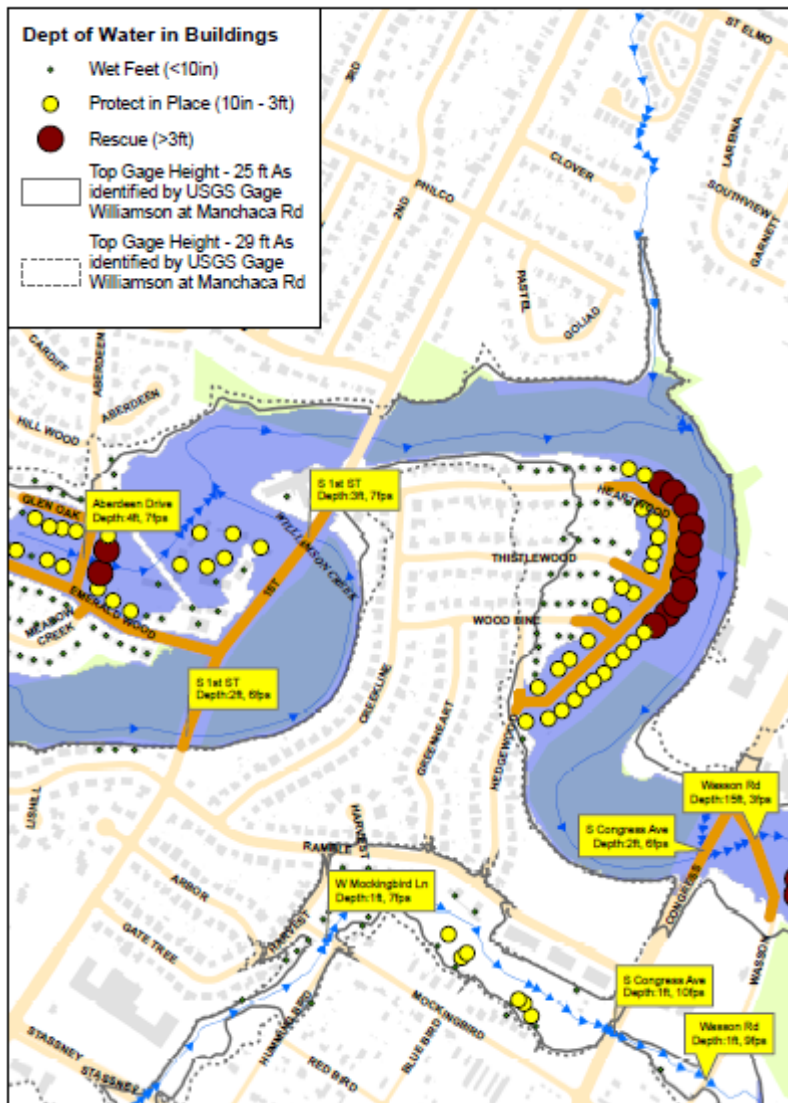 Dept of Water in Buildings
Wet Feet (<10in)
Protect in Place (10in - 3ft)
Rescue (>3ft)
Top Gage Height - 25 ft As
identified by USGS Gage
Williamson at Manchaca Rd
Top Gage Height - 29 ft As
identified by USGS Gage
Williamson at Manchaca Rd
ST ELMO
3RD
LAREINA
CLOVER
PHILCO
2ND
SOUTHVIEW
GARNETT
PASTEL
GOLIAD
CARDIFF
ABERDEEN
ABERDEEN
HILL WOOD
GLEN OAK
Aberdeen Drive
Depth:4ft, 7fps
S 1st ST
Depth:3ft, 7fps
HEARTWOOD
WILLIAMSON CREEK
THISTLEWOOD
1ST
EMERALD WOOD
MEADOW
CREEK
WOOD BINE
S 1st ST
Depth:2ft, 6fps
CREEKLINE
GREENHEART
HEDGEWOOD
Wasson Rd
Depth:15ft, 3fps
LISHILL
S Congress Ave
Depth:2ft, 6fps
HARVEST
RAMBLE
W Mockingbird Ln
Depth:1ft, 7fps
CONGRESS
ARBOR
HARVEST
GATE TREE
WASSON
S Congress Ave
Depth:1ft, 10fps
HUMMINGBIRD
MOCKINGBIRD
Wasson Rd
Depth:1ft, 9fps
STASSNEY
STASSNEY
RED BIRD
BLUE BIRD